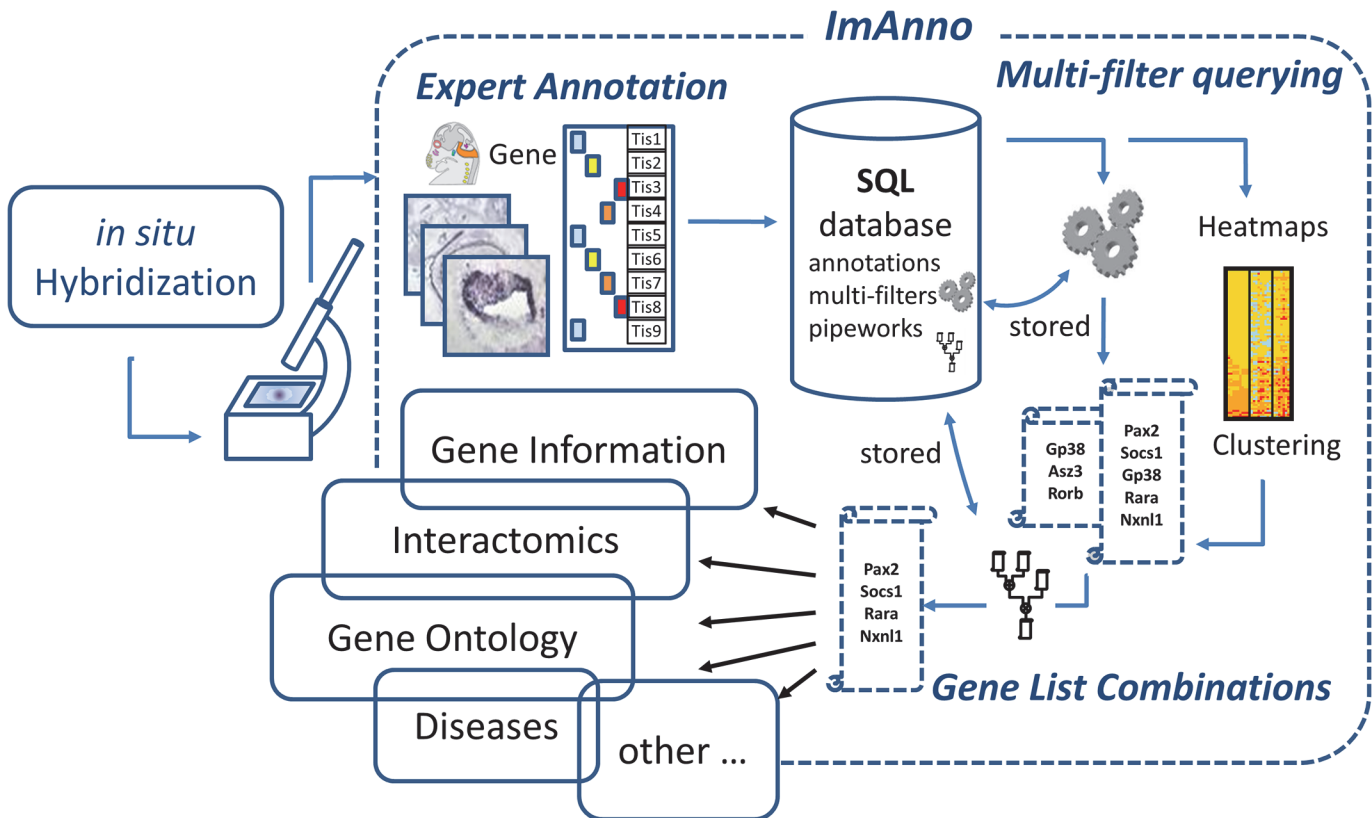 ImAnno
Expert Annotation
Multi-filter querying
Gene
Tis1
Tis2
Tis3
Tis4
Tis5
Tis6
Tis7
Tis8
Tis9
in situ
Hybridization
SQL
database
annotations
multi-filters
pipeworks
stored
Heatmaps
Clustering
stored
Gp38
Asz3
Rorb
Pax2
Socs1
Gp38
Rara
Nxnl1
Pax2
Socs1
Rara
Nxnl1
Gene List Combinations
Gene Information
Interactomics
Gene Ontology
Diseases
other ...